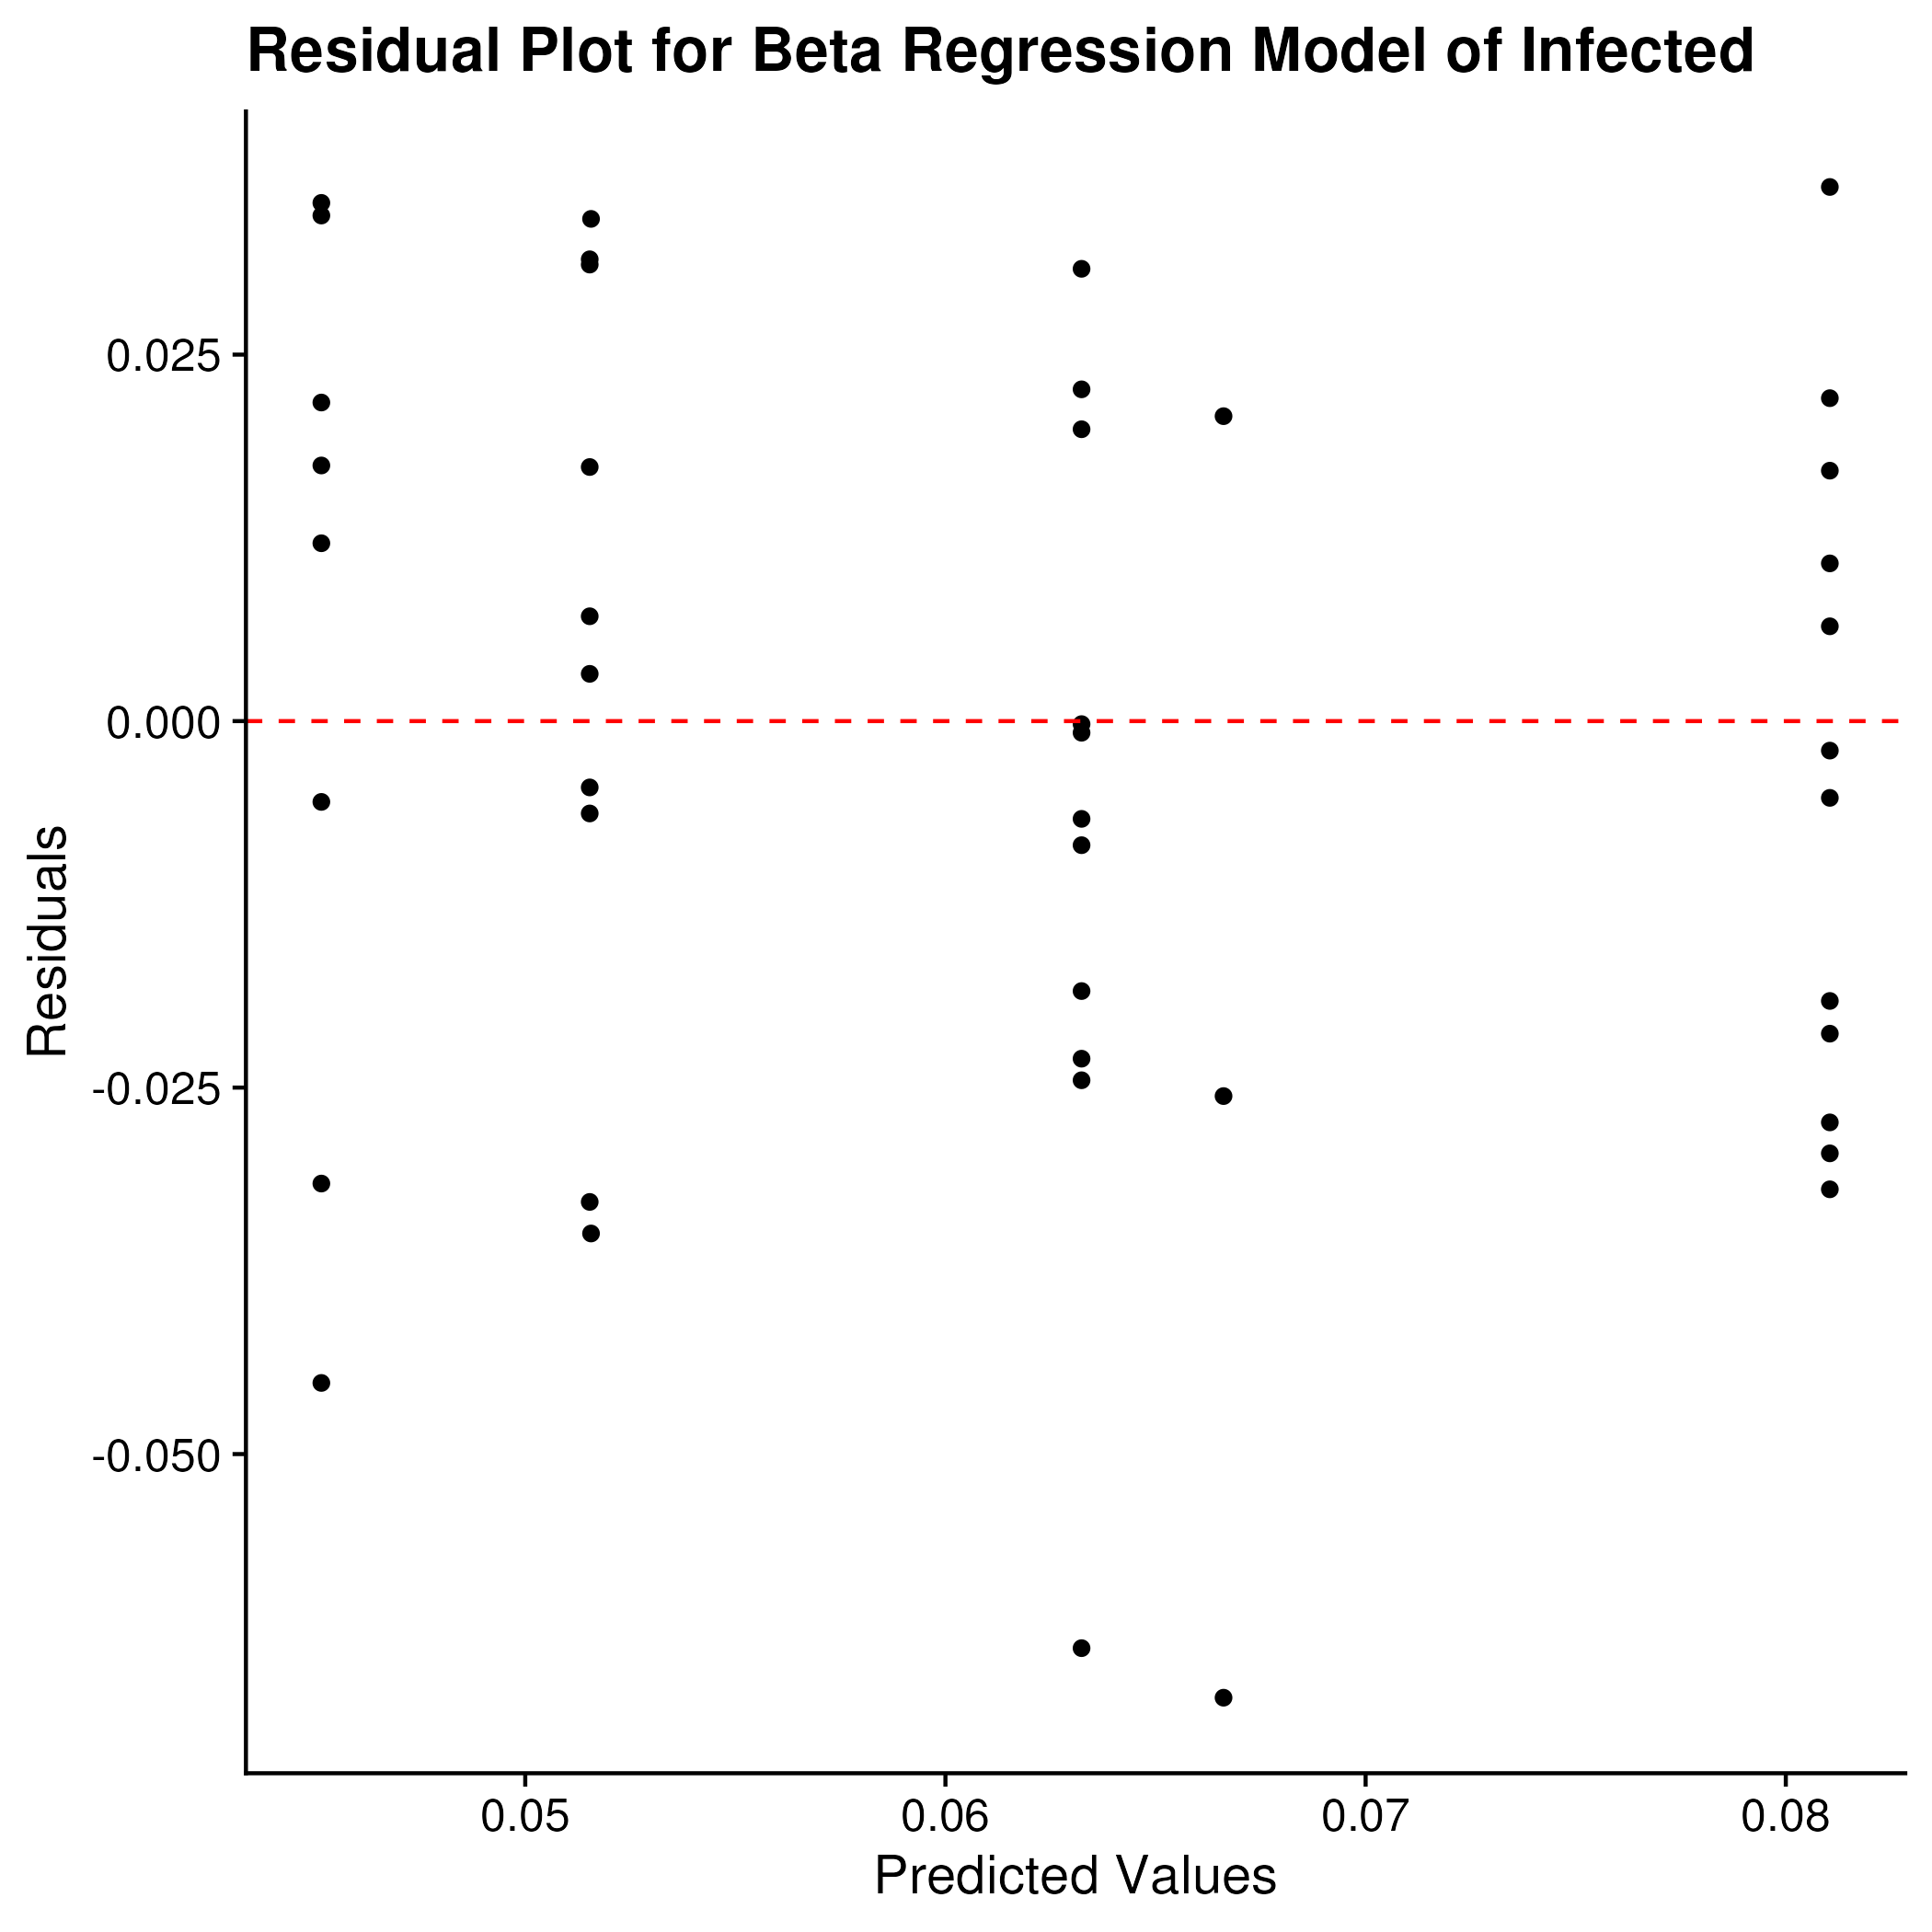 Residual Plot for Beta Regression Model of Infected
0.025
0.000
-0.025
-0.050
Residuals
0.05 0.06 0.07 0.08
Predicted Values